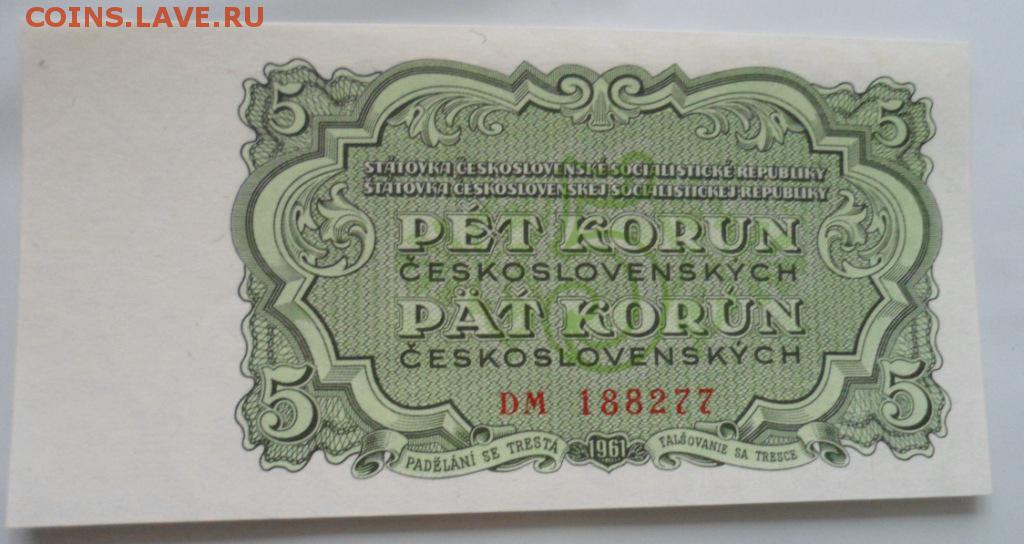 COINS.LAVE.RU
5 5
STÁTOVKA ČESKOSLOVENSKÉ SOCIALISTICKÉ REPUBLIKY
ŠTÁTOVKA ČESKOSLOVENSKEJ SOCIALISTICKEJ REPUBLIKY
PĚT KORUN
ČESKOSLOVENSKÝCH
PÄŤ KORÚN
ČESKOSLOVENSKÝCH
5 5
DM 188277
PADĚLÁNÍ SE TRESTÁ 1961 FALŠOVANIE SA TRESCE